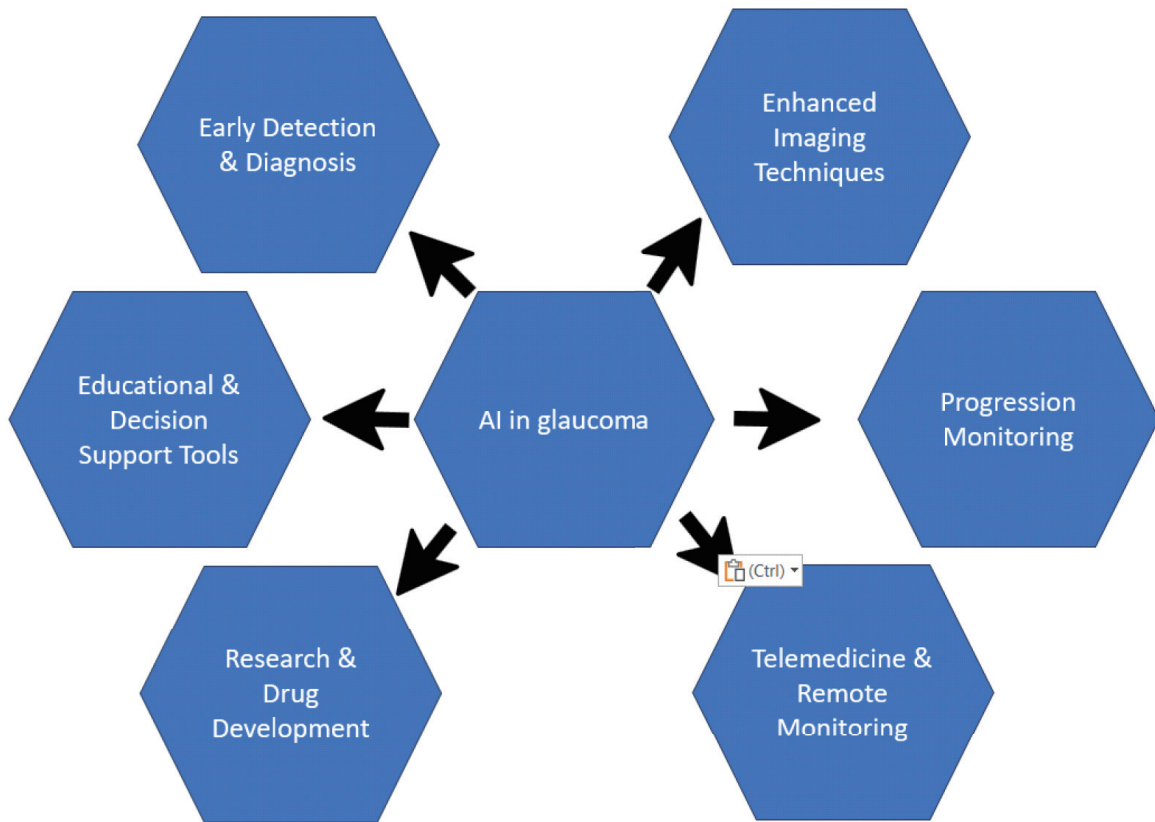 Early Detection
& Diagnosis
Enhanced
Imaging
Techniques
Educational &
Decision
Support Tools
AI in glaucoma
Progression
Monitoring
(Ctrl)
Research &
Drug
Development
Telemedicine &
Remote
Monitoring